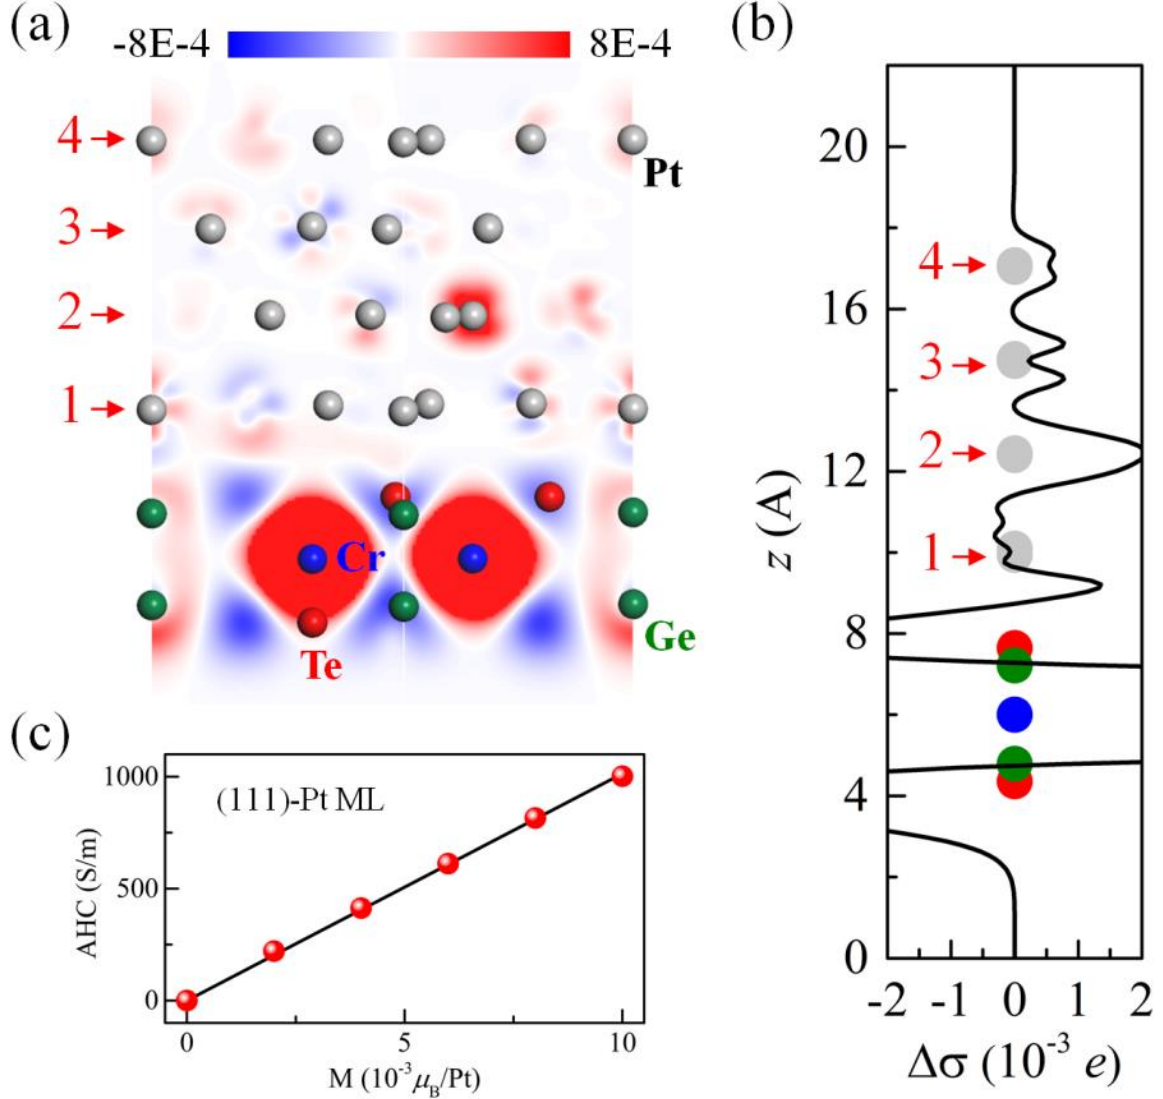 (a)
-8E-4 8E-4
4
Pt
3
2
1
Cr
Te
Ge
(b)
20
16
12
8
4
0
z (A)
4
3
2
1
-2 -1 0 1 2
Δσ (10⁻³ e)
(c)
1000
500
0
AHC (S/m)
(111)-Pt ML
0 5 10
M (10⁻³μ_B/Pt)